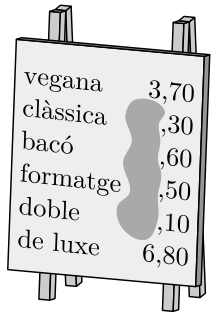 vegana 3,70
clàssica ,30
bacó ,60
formatge ,50
doble ,10
de luxe 6,80